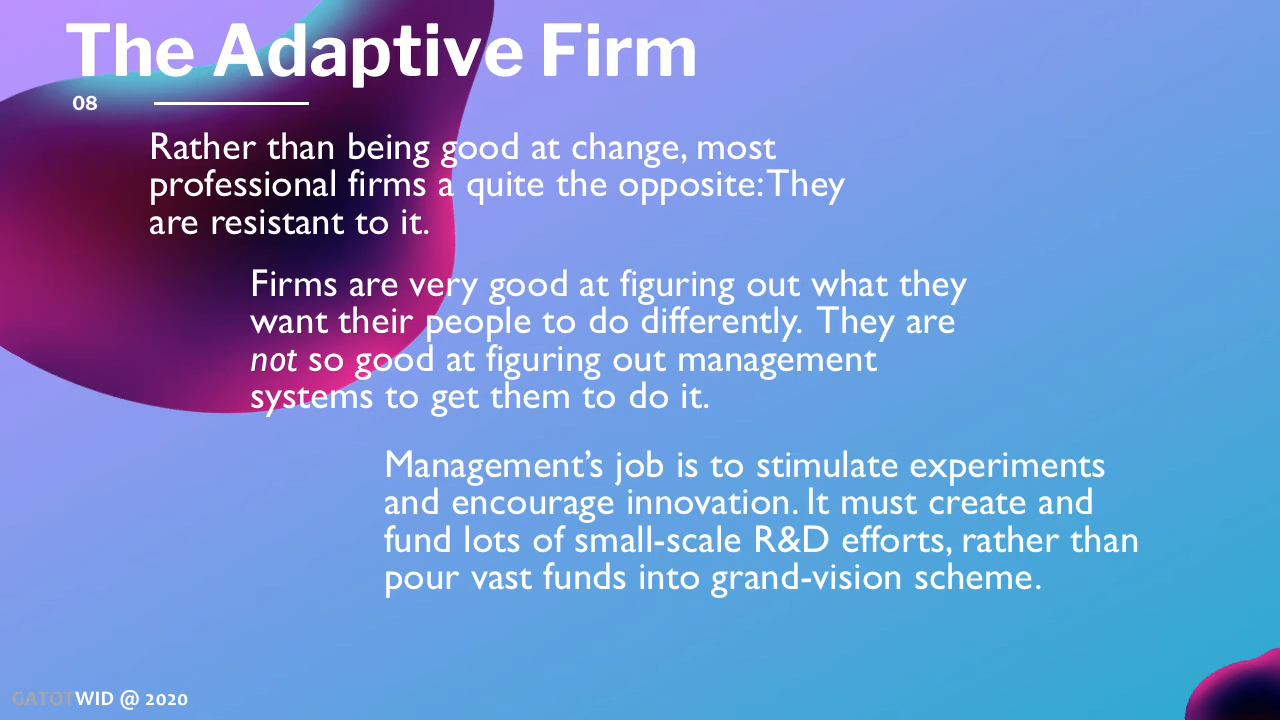 The Adaptive Firm
08
Rather than being good at change, most
professional firms a quite the opposite: They
are resistant to it.
Firms are very good at figuring out what they
want their people to do differently. They are
not so good at figuring out management
systems to get them to do it.
Management’s job is to stimulate experiments
and encourage innovation. It must create and
fund lots of small-scale R&D efforts, rather than
pour vast funds into grand-vision scheme.
GATOTWID @ 2020